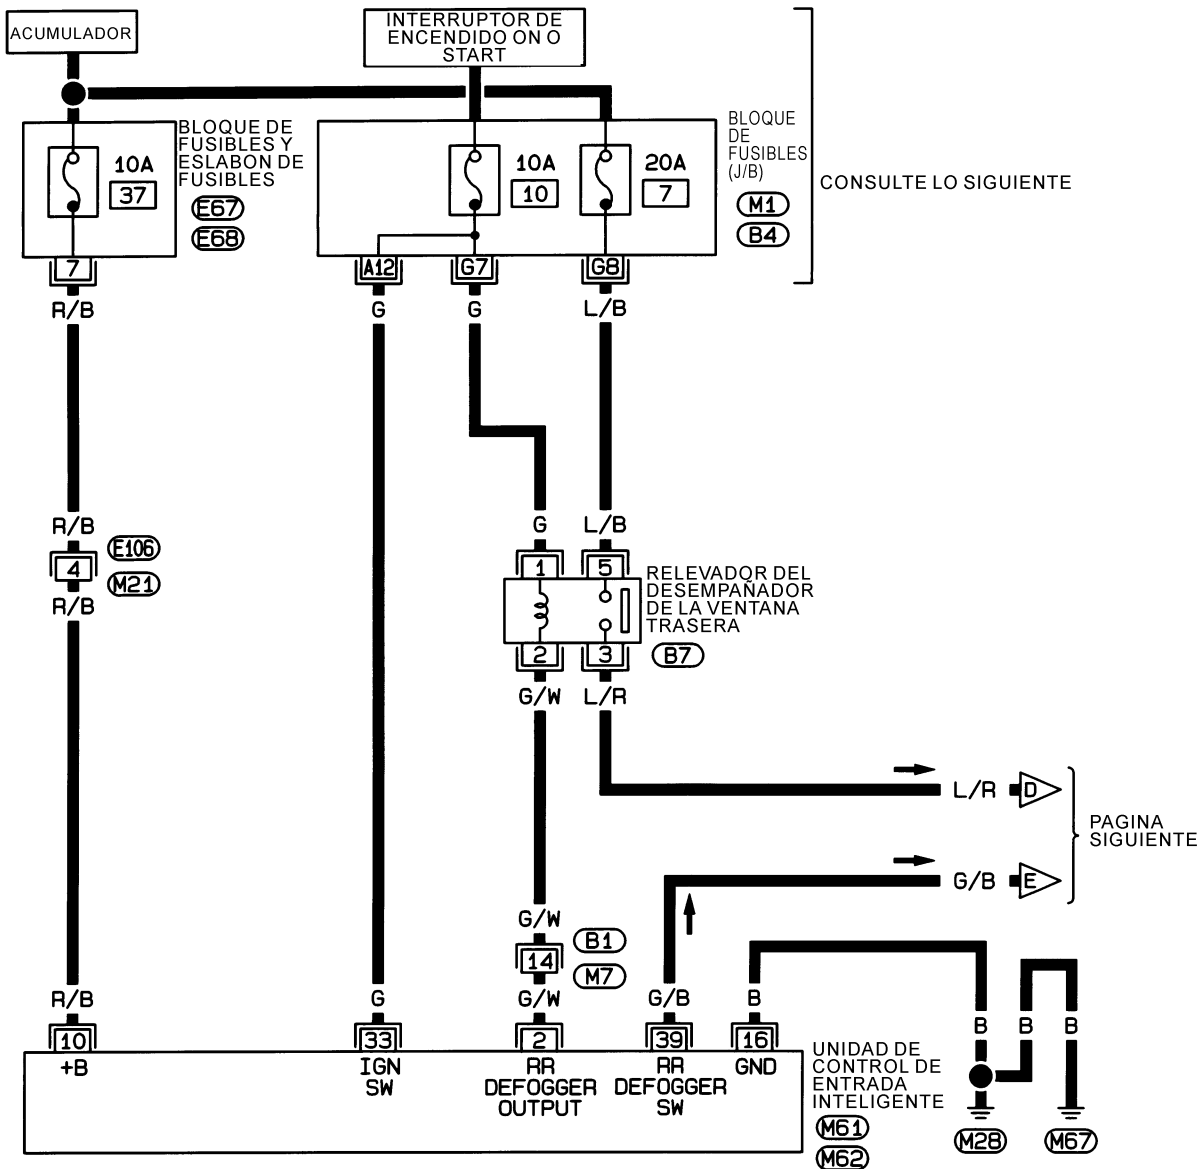 ACUMULADOR
INTERRUPTOR DE
ENCENDIDO ON O
START
BLOQUE DE
FUSIBLES Y
ESLABON DE
FUSIBLES
10A
37
E67
E68
10A
10
20A
7
BLOQUE
DE
FUSIBLES
(J/B)
M1
B4
CONSULTE LO SIGUIENTE
7
A12
G7
G8
R/B
G
G
L/B
R/B
G
L/B
4
E106
M21
R/B
1
5
RELEVADOR DEL
DESEMPAÑADOR
DE LA VENTANA
TRASERA
B7
2
3
G/W
L/R
L/R
D
PAGINA
SIGUIENTE
G/B
E
G/W
14
B1
M7
R/B
G
G/W
G/B
B
B
B
B
10
33
2
39
16
+B
IGN
SW
RR
DEFOGGER
OUTPUT
RR
DEFOGGER
SW
GND
UNIDAD DE
CONTROL DE
ENTRADA
INTELIGENTE
M61
M62
M28
M67